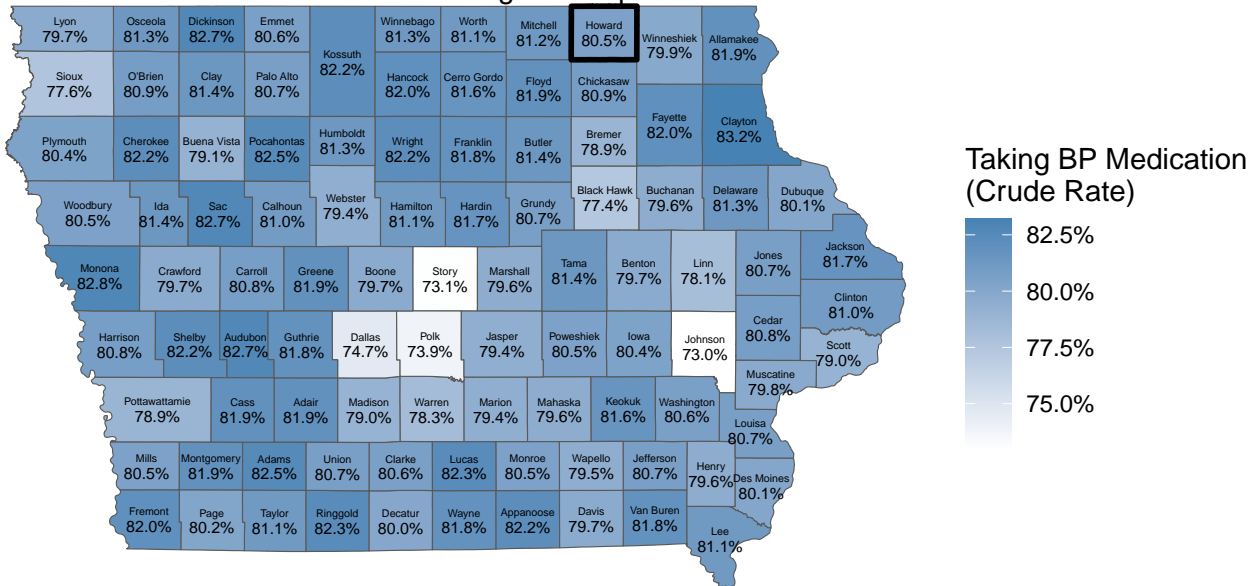 Lyon
79.7%
Osceola
81.3%
Dickinson
82.7%
Emmet
80.6%
Winnebago
81.3%
Worth
81.1%
Mitchell
81.2%
Howard
80.5%
Winneshiek
79.9%
Allamakee
81.9%
Kossuth
82.2%
Sioux
77.6%
O'Brien
80.9%
Clay
81.4%
Palo Alto
80.7%
Hancock
82.0%
Cerro Gordo
81.6%
Floyd
81.9%
Chickasaw
80.9%
Fayette
82.0%
Clayton
83.2%
Plymouth
80.4%
Cherokee
82.2%
Buena Vista
79.1%
Pocahontas
82.5%
Humboldt
81.3%
Wright
82.2%
Franklin
81.8%
Butler
81.4%
Bremer
78.9%
Woodbury
80.5%
Ida
81.4%
Sac
82.7%
Calhoun
81.0%
Webster
79.4%
Hamilton
81.1%
Hardin
81.7%
Grundy
80.7%
Black Hawk
77.4%
Buchanan
79.6%
Delaware
81.3%
Dubuque
80.1%
Monona
82.8%
Crawford
79.7%
Carroll
80.8%
Greene
81.9%
Boone
79.7%
Story
73.1%
Marshall
79.6%
Tama
81.4%
Benton
79.7%
Linn
78.1%
Jones
80.7%
Jackson
81.7%
Clinton
81.0%
Harrison
80.8%
Shelby
82.2%
Audubon
82.7%
Guthrie
81.8%
Dallas
74.7%
Polk
73.9%
Jasper
79.4%
Poweshiek
80.5%
Iowa
80.4%
Johnson
73.0%
Cedar
80.8%
Scott
79.0%
Muscatine
79.8%
Pottawattamie
78.9%
Cass
81.9%
Adair
81.9%
Madison
79.0%
Warren
78.3%
Marion
79.4%
Mahaska
79.6%
Keokuk
81.6%
Washington
80.6%
Louisa
80.7%
Mills
80.5%
Montgomery
81.9%
Adams
82.5%
Union
80.7%
Clarke
80.6%
Lucas
82.3%
Monroe
80.5%
Wapello
79.5%
Jefferson
80.7%
Henry
79.6%
Des Moines
80.1%
Fremont
82.0%
Page
80.2%
Taylor
81.1%
Ringgold
82.3%
Decatur
80.0%
Wayne
81.8%
Appanoose
82.2%
Davis
79.7%
Van Buren
81.8%
Lee
81.1%
Taking BP Medication
(Crude Rate)
82.5%
80.0%
77.5%
75.0%